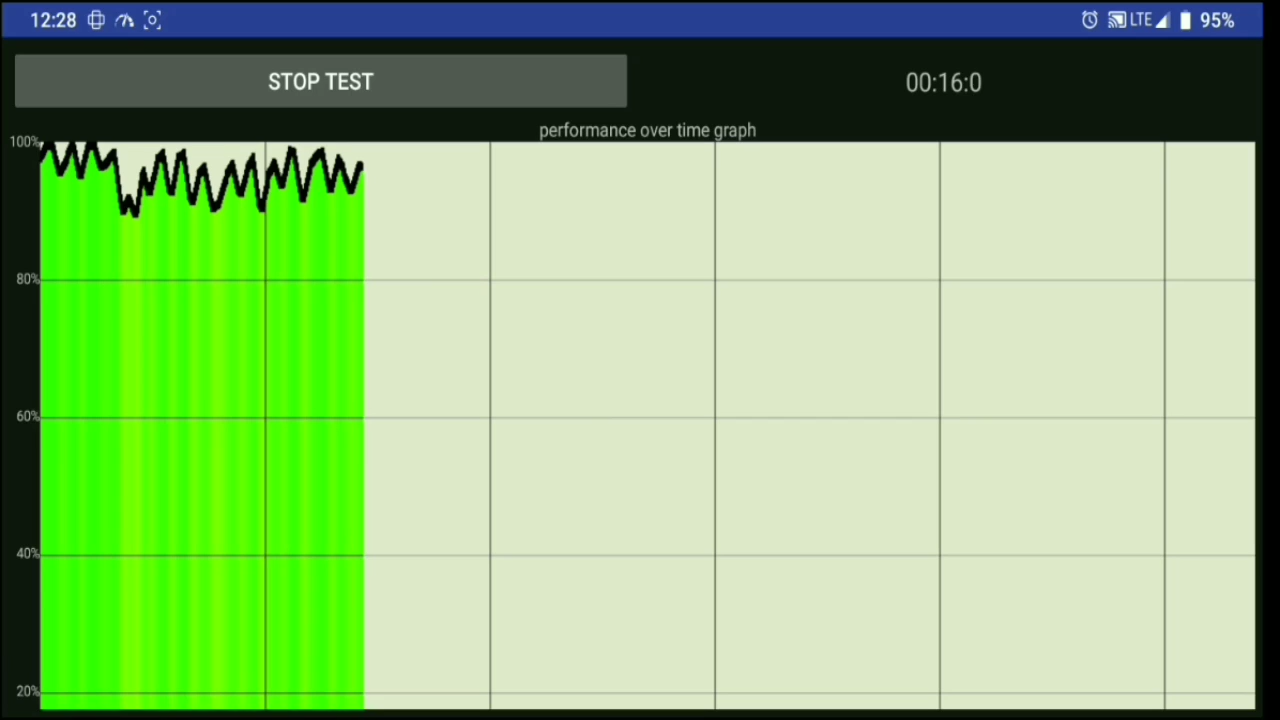 12:28 LTE 95%
STOP TEST 00:16:0
performance over time graph
100%
80%
60%
40%
20%